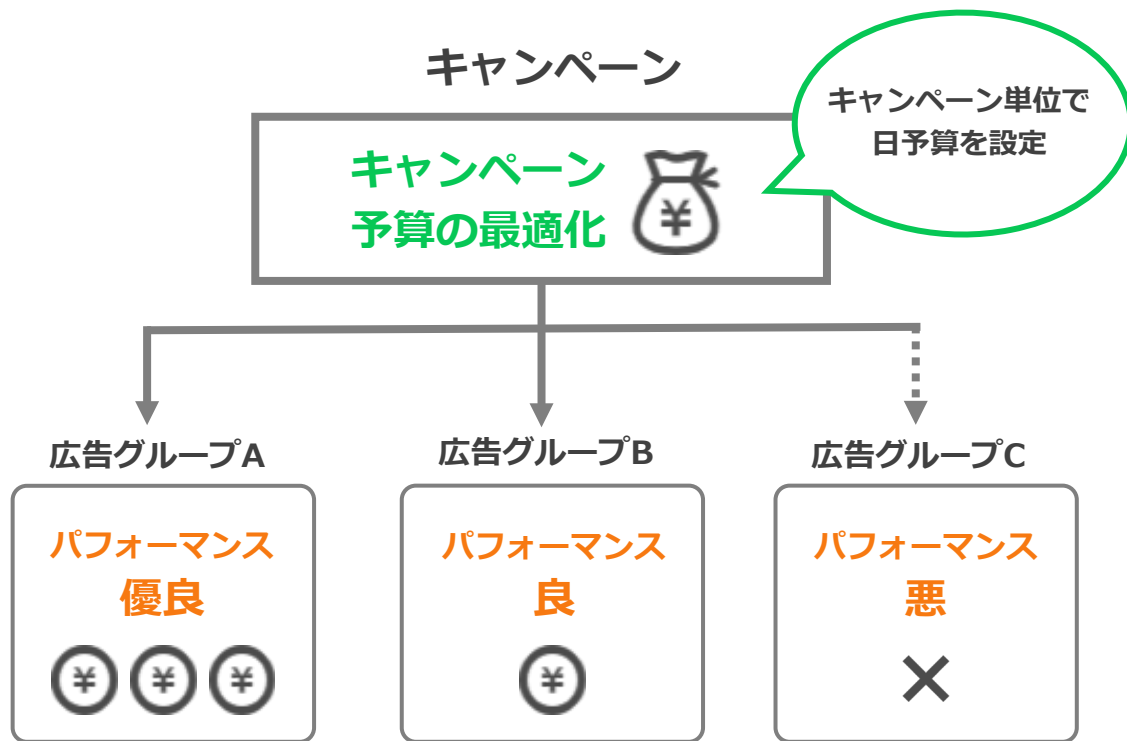 キャンペーン
キャンペーン単位で
日予算を設定
キャンペーン
予算の最適化
¥
広告グループA
広告グループB
広告グループC
パフォーマンス
優良
¥ ¥ ¥
パフォーマンス
良
¥
パフォーマンス
悪